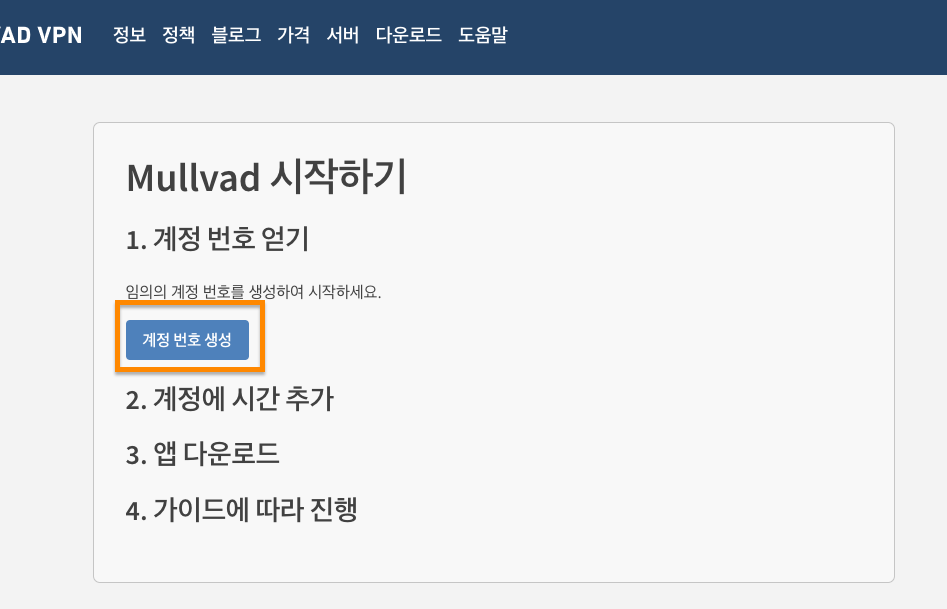 AD VPN 정보 정책 블로그 가격 서버 다운로드 도움말
Mullvad 시작하기
1. 계정 번호 얻기
임의의 계정 번호를 생성하여 시작하세요.
계정 번호 생성
2. 계정에 시간 추가
3. 앱 다운로드
4. 가이드에 따라 진행